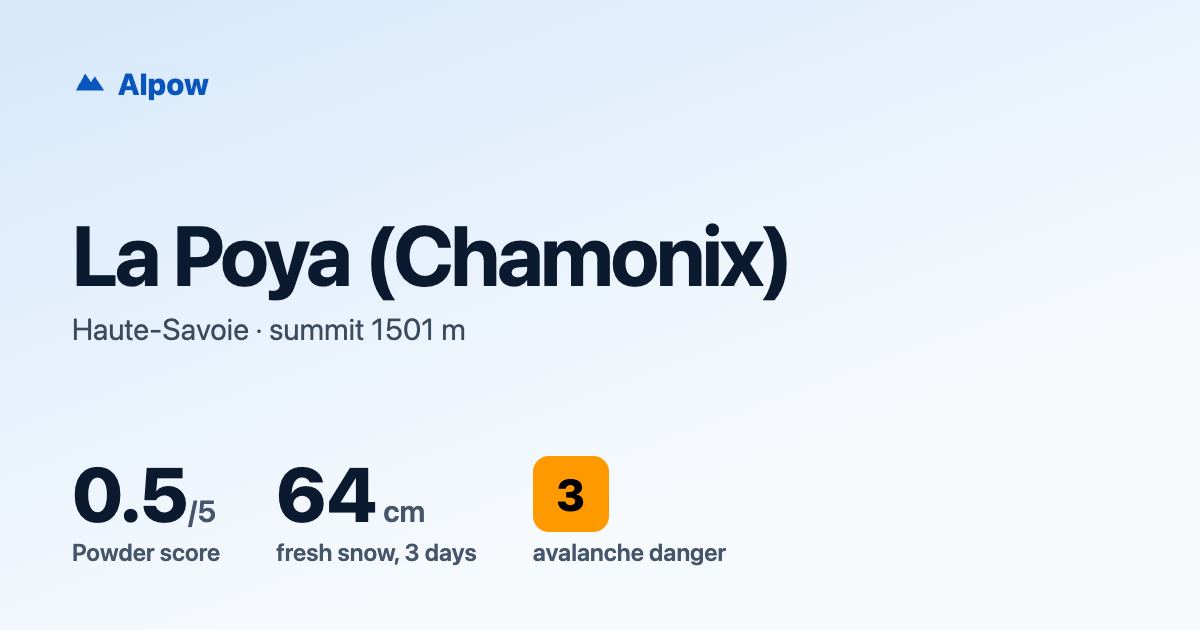 Alpow
La Poya (Chamonix)
Haute-Savoie · summit 1501 m
0.5/5
Powder score
64 cm
fresh snow, 3 days
3
avalanche danger